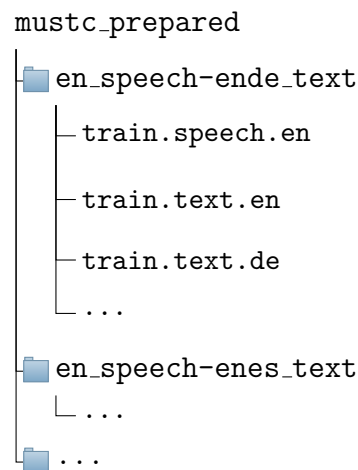 mustc_prepared
en_speech-ende_text
train.speech.en
train.text.en
train.text.de
...
en_speech-enes_text
...
...